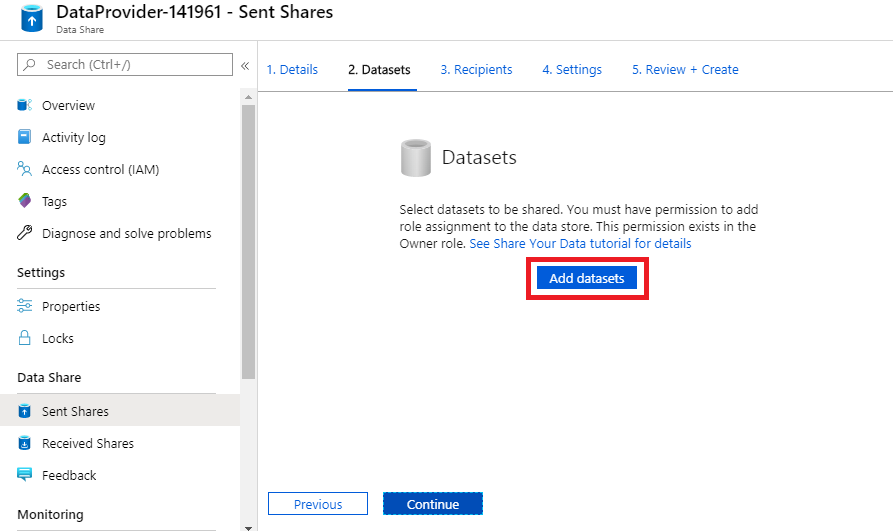 DataProvider-141961 - Sent Shares
Data Share
Search (Ctrl+/)
«
Overview
Activity log
Access control (IAM)
Tags
Diagnose and solve problems
Settings
Properties
Locks
Data Share
Sent Shares
Received Shares
Feedback
Monitoring
1. Details
2. Datasets
3. Recipients
4. Settings
5. Review + Create
Datasets
Select datasets to be shared. You must have permission to add
role assignment to the data store. This permission exists in the
Owner role. See Share Your Data tutorial for details
Add datasets
Previous
Continue